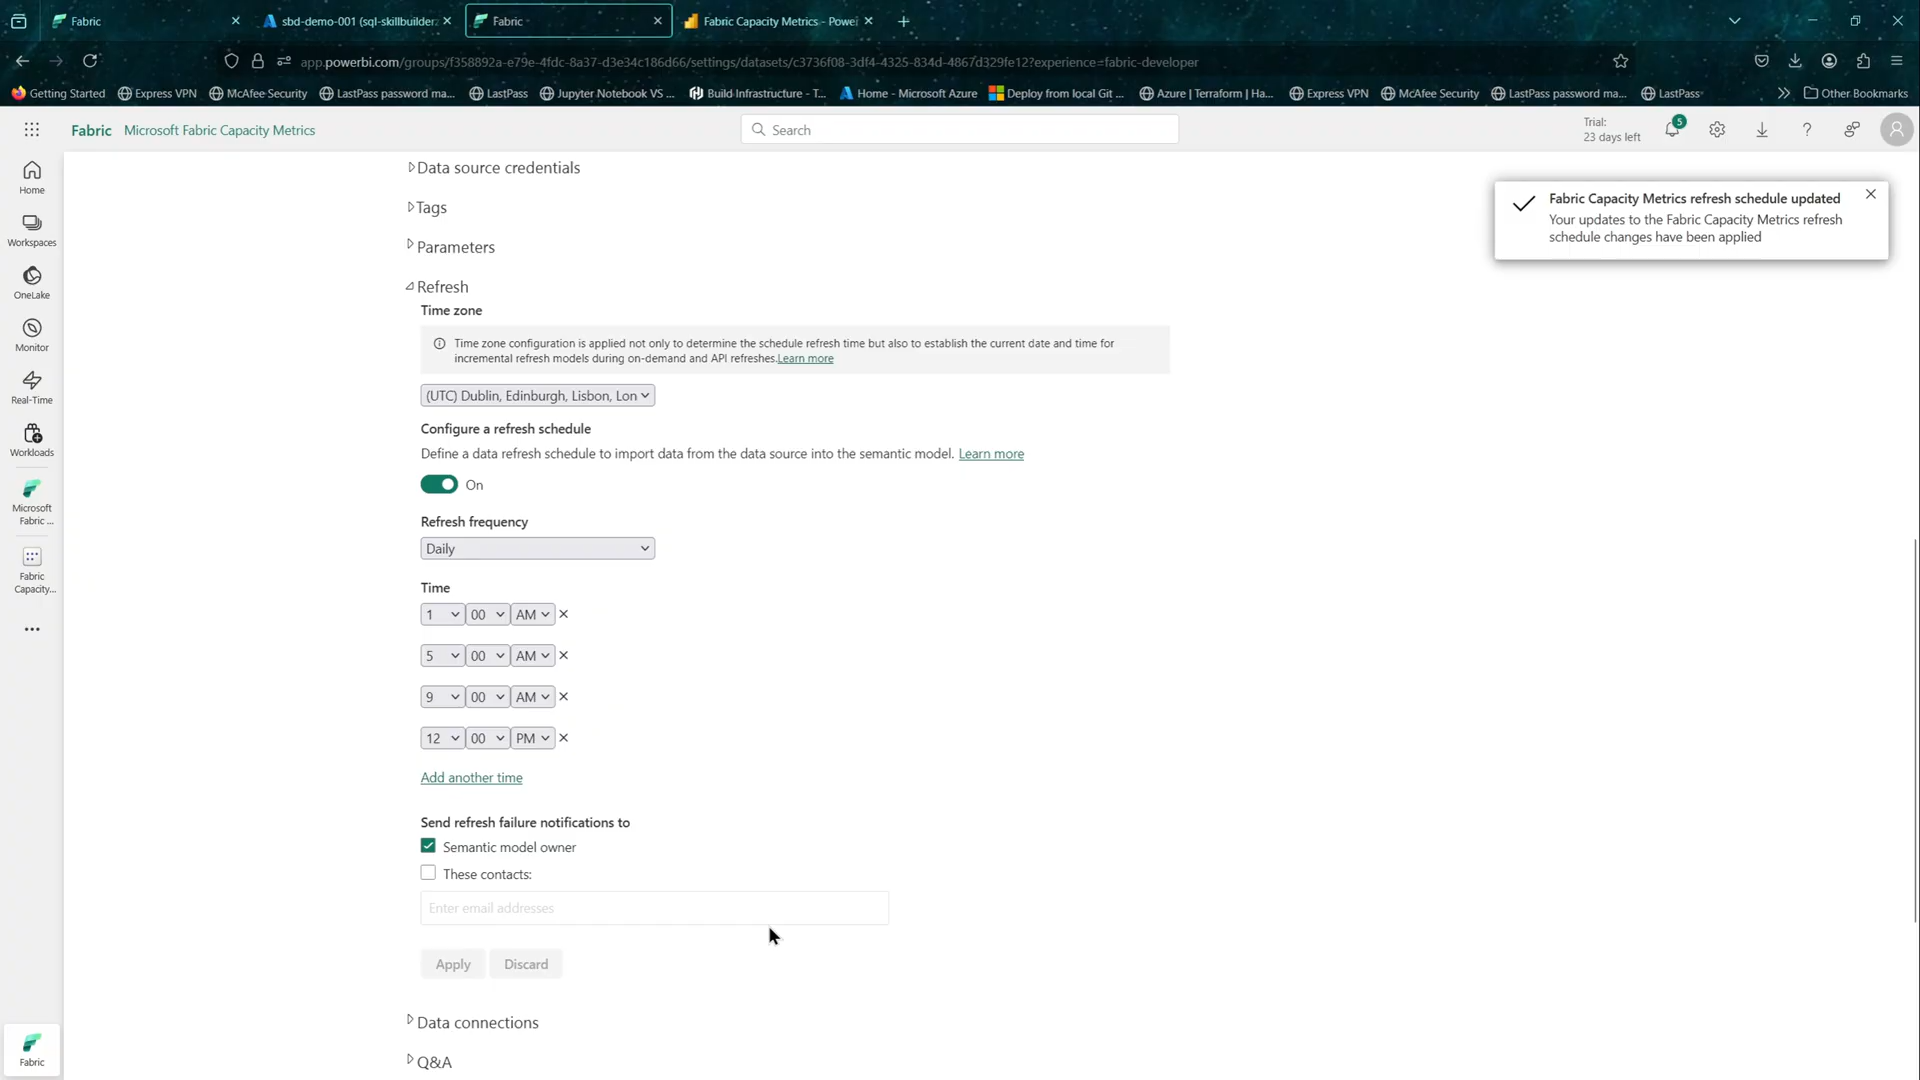 Fabric
sbd-demo-001 (sql-skillbuilder
Fabric
Fabric Capacity Metrics - Powe
app.powerbi.com/groups/f358892a-e79e-4fdc-8a37-d3e34c186d66/settings/datasets/c3736f08-3df4-4325-834d-4867d329fe12?experience=fabric-developer
Getting Started
Express VPN
McAfee Security
LastPass password ma...
LastPass
Jupyter Notebook VS ...
Build Infrastructure - T...
Home - Microsoft Azure
Deploy from local Git ...
Azure | Terraform | Ha...
Express VPN
McAfee Security
LastPass password ma...
LastPass
Other Bookmarks
Fabric
Microsoft Fabric Capacity Metrics
Search
Trial:
23 days left
5
Home
Workspaces
OneLake
Monitor
Real-Time
Workloads
Microsoft
Fabric ...
Fabric
Capacity...
Fabric
Data source credentials
Tags
Parameters
Refresh
Time zone
Time zone configuration is applied not only to determine the schedule refresh time but also to establish the current date and time for
incremental refresh models during on-demand and API refreshes.Learn more
(UTC) Dublin, Edinburgh, Lisbon, Lon
Configure a refresh schedule
Define a data refresh schedule to import data from the data source into the semantic model. Learn more
On
Refresh frequency
Daily
Time
1 00 AM
5 00 AM
9 00 AM
12 00 PM
Add another time
Send refresh failure notifications to
Semantic model owner
These contacts:
Enter email addresses
Apply
Discard
Data connections
Q&A
Fabric Capacity Metrics refresh schedule updated
Your updates to the Fabric Capacity Metrics refresh
schedule changes have been applied